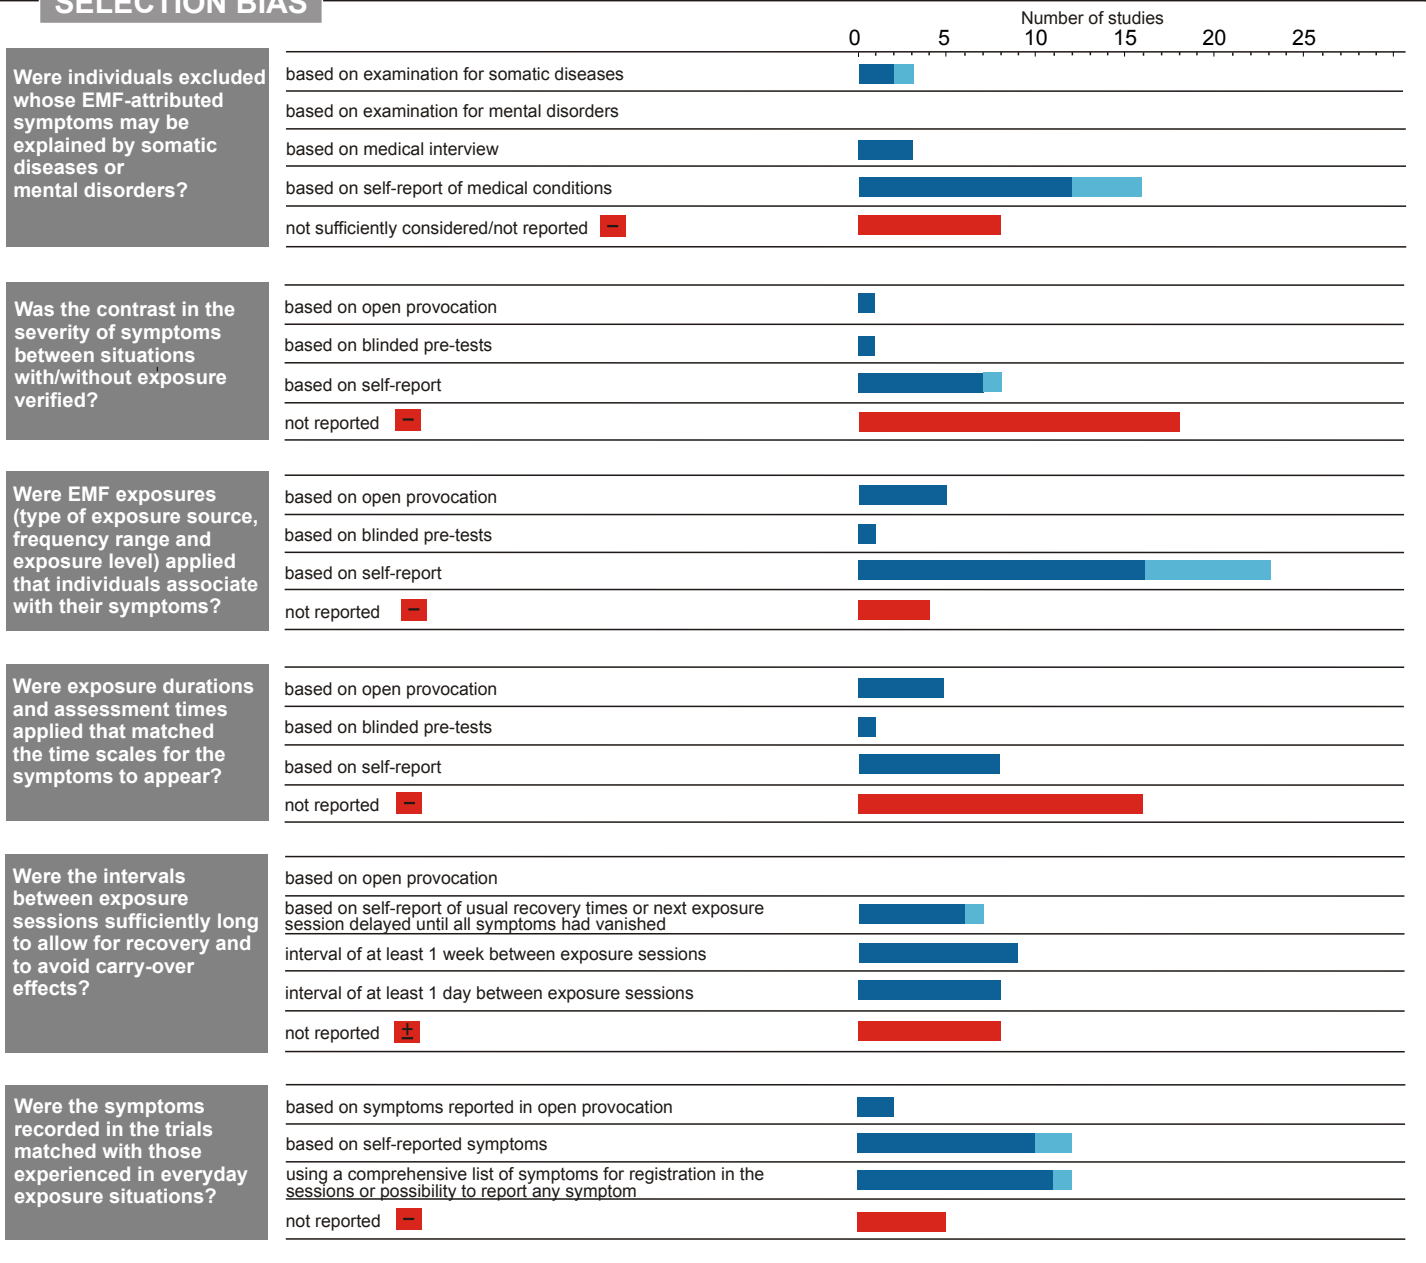 SELECTION BIAS
Number of studies
0 5 10 15 20 25
Were individuals excluded
whose EMF-attributed
symptoms may be
explained by somatic
diseases or
mental disorders?
based on examination for somatic diseases
based on examination for mental disorders
based on medical interview
based on self-report of medical conditions
not sufficiently considered/not reported −
Was the contrast in the
severity of symptoms
between situations
with/without exposure
verified?
based on open provocation
based on blinded pre-tests
based on self-report
not reported −
Were EMF exposures
(type of exposure source,
frequency range and
exposure level) applied
that individuals associate
with their symptoms?
based on open provocation
based on blinded pre-tests
based on self-report
not reported −
Were exposure durations
and assessment times
applied that matched
the time scales for the
symptoms to appear?
based on open provocation
based on blinded pre-tests
based on self-report
not reported −
Were the intervals
between exposure
sessions sufficiently long
to allow for recovery and
to avoid carry-over
effects?
based on open provocation
based on self-report of usual recovery times or next exposure
session delayed until all symptoms had vanished
interval of at least 1 week between exposure sessions
interval of at least 1 day between exposure sessions
not reported ±
Were the symptoms
recorded in the trials
matched with those
experienced in everyday
exposure situations?
based on symptoms reported in open provocation
based on self-reported symptoms
using a comprehensive list of symptoms for registration in the
sessions or possibility to report any symptom
not reported −